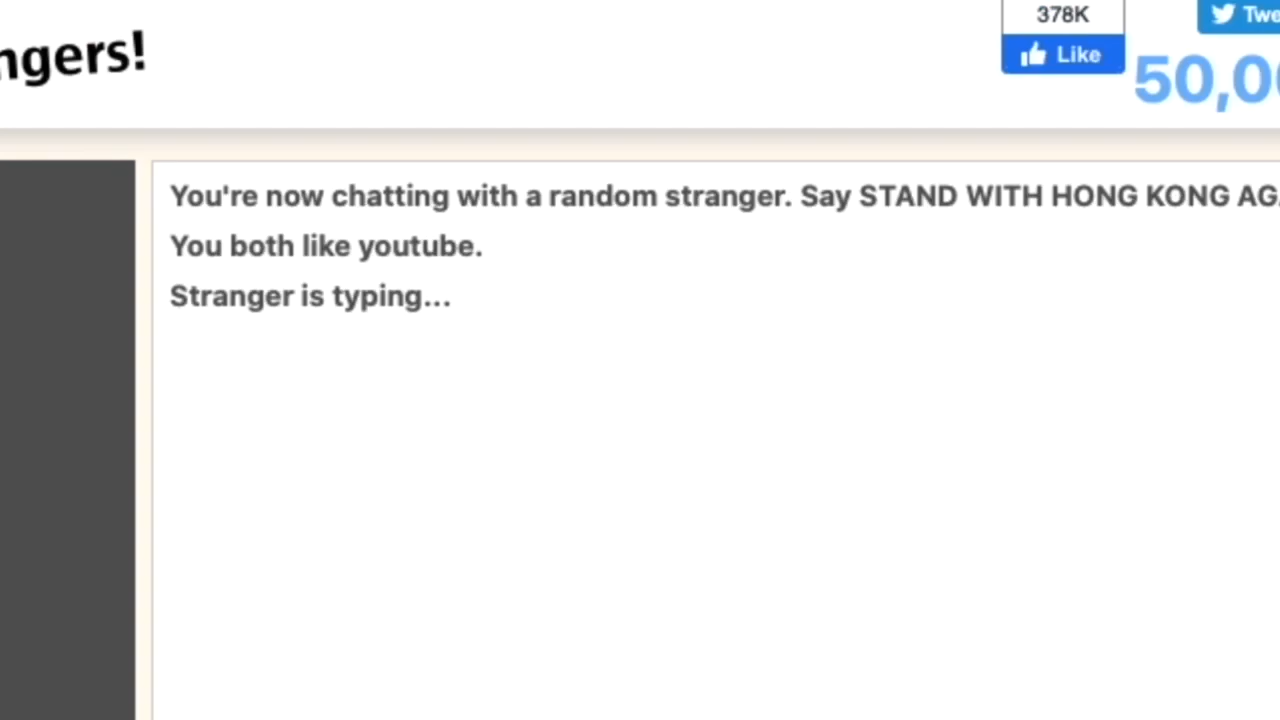 378K
ngers!
Like
50,0
You're now chatting with a random stranger. Say STAND WITH HONG KONG AG
You both like youtube.
Stranger is typing...